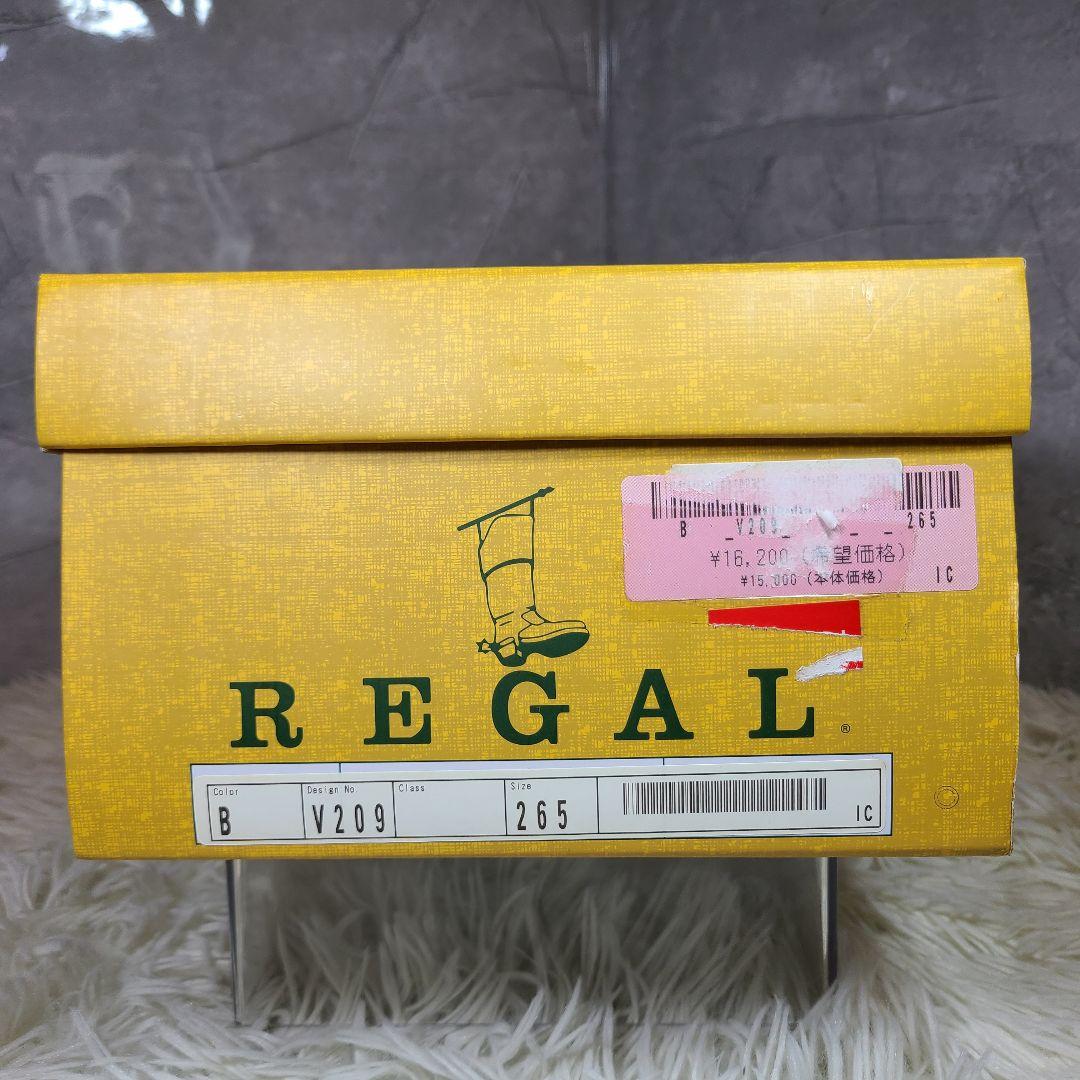 B _V209_ _ _ 265
¥16,200 (希望価格)
¥15,000 (本体価格) IC
REGAL®
Color Design No Class Size
B V209 265 IC